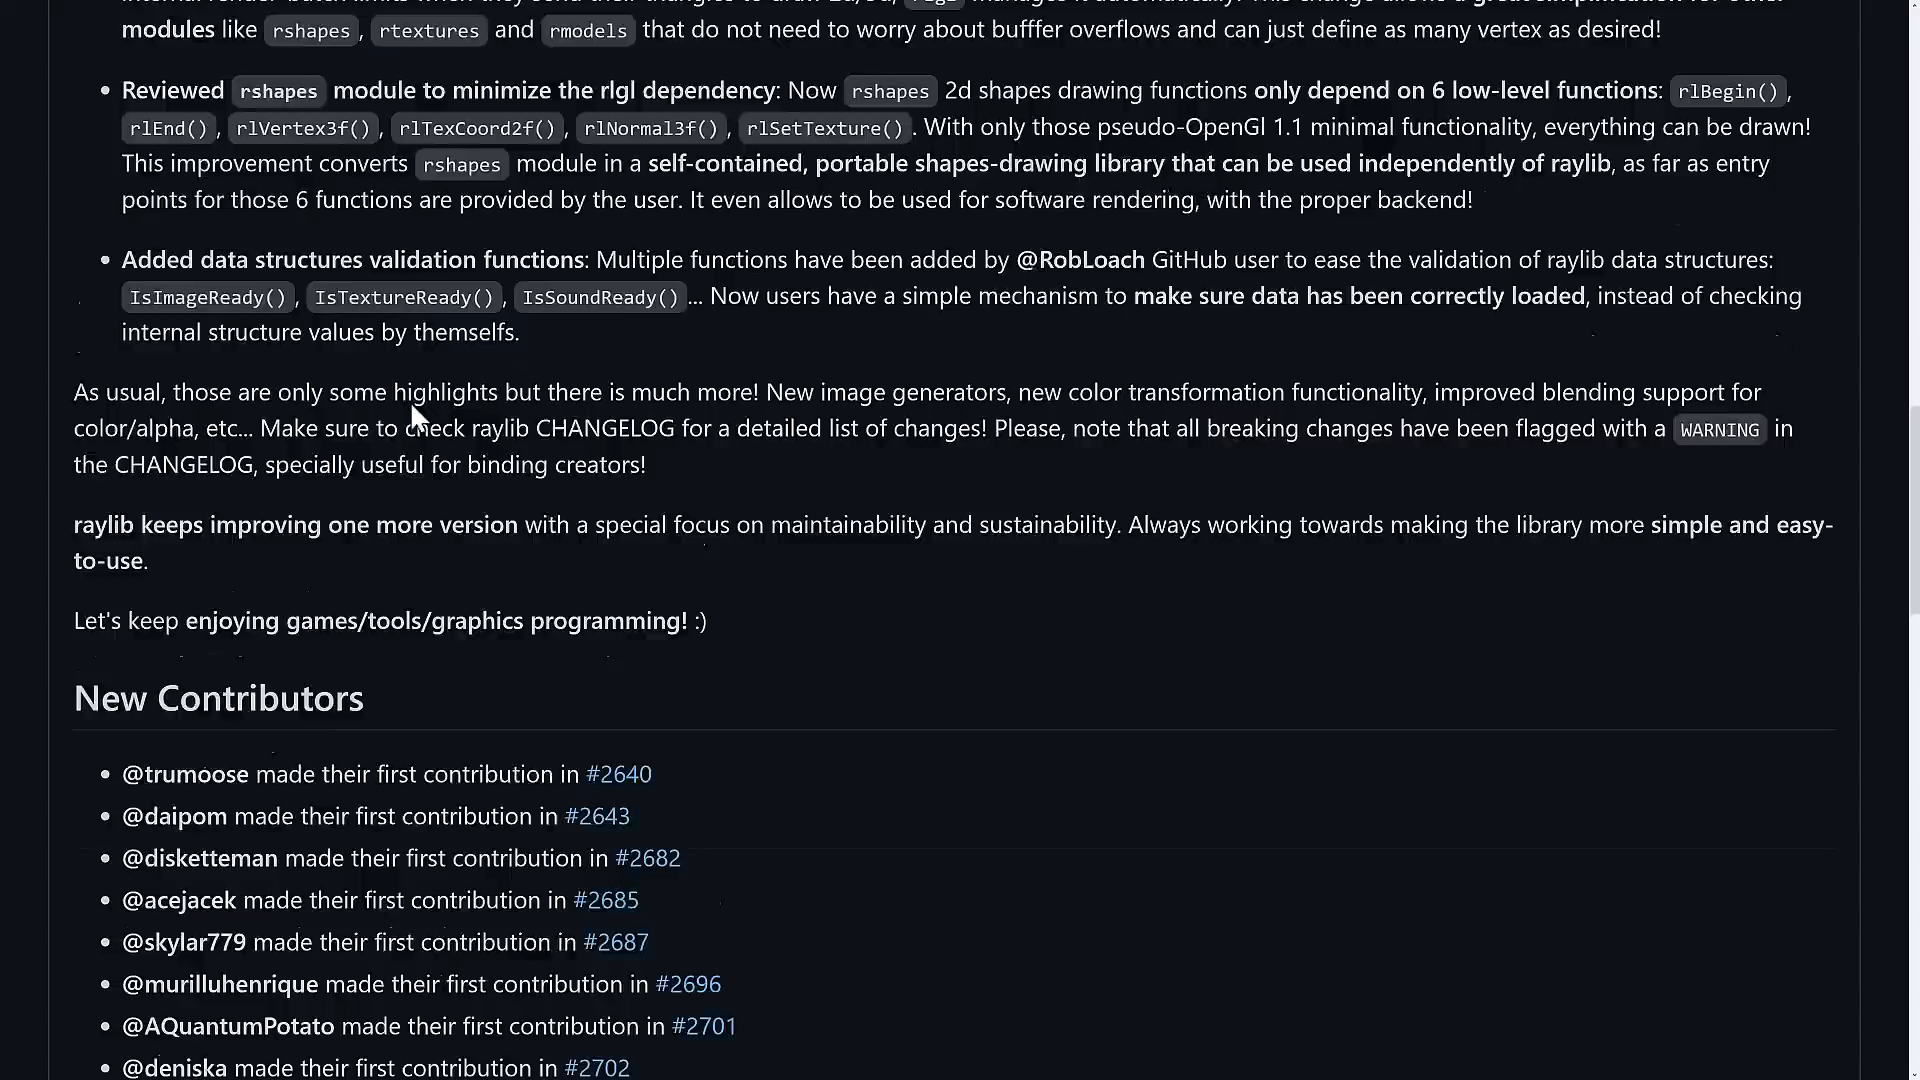 modules like rshapes, rtextures and rmodels that do not need to worry about bufffer overflows and can just define as many vertex as desired!
Reviewed rshapes module to minimize the rlgl dependency: Now rshapes 2d shapes drawing functions only depend on 6 low-level functions: rlBegin(),
rlEnd(), rlVertex3f(), rlTexCoord2f(), rlNormal3f(), rlSetTexture(). With only those pseudo-OpenGl 1.1 minimal functionality, everything can be drawn!
This improvement converts rshapes module in a self-contained, portable shapes-drawing library that can be used independently of raylib, as far as entry
points for those 6 functions are provided by the user. It even allows to be used for software rendering, with the proper backend!
Added data structures validation functions: Multiple functions have been added by @RobLoach GitHub user to ease the validation of raylib data structures:
IsImageReady(), IsTextureReady(), IsSoundReady()... Now users have a simple mechanism to make sure data has been correctly loaded, instead of checking
internal structure values by themselfs.
As usual, those are only some highlights but there is much more! New image generators, new color transformation functionality, improved blending support for
color/alpha, etc... Make sure to check raylib CHANGELOG for a detailed list of changes! Please, note that all breaking changes have been flagged with a WARNING in
the CHANGELOG, specially useful for binding creators!
raylib keeps improving one more version with a special focus on maintainability and sustainability. Always working towards making the library more simple and easy-
to-use.
Let's keep enjoying games/tools/graphics programming! :)
New Contributors
@trumoose made their first contribution in #2640
@daipom made their first contribution in #2643
@disketteman made their first contribution in #2682
@acejacek made their first contribution in #2685
@skylar779 made their first contribution in #2687
@murilluhenrique made their first contribution in #2696
@AQuantumPotato made their first contribution in #2701
@deniska made their first contribution in #2702